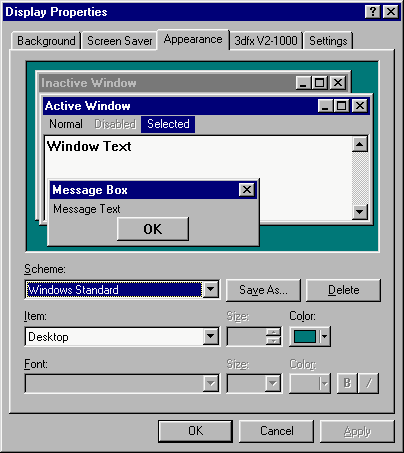 Display Properties
Background Screen Saver Appearance 3dfx V2-1000 Settings
Inactive Window
Active Window
Normal Disabled Selected
Window Text
Message Box
Message Text
OK
Scheme:
Windows Standard Save As... Delete
Item: Size: Color:
Desktop
Font: Size: Color:
B /
OK Cancel Apply